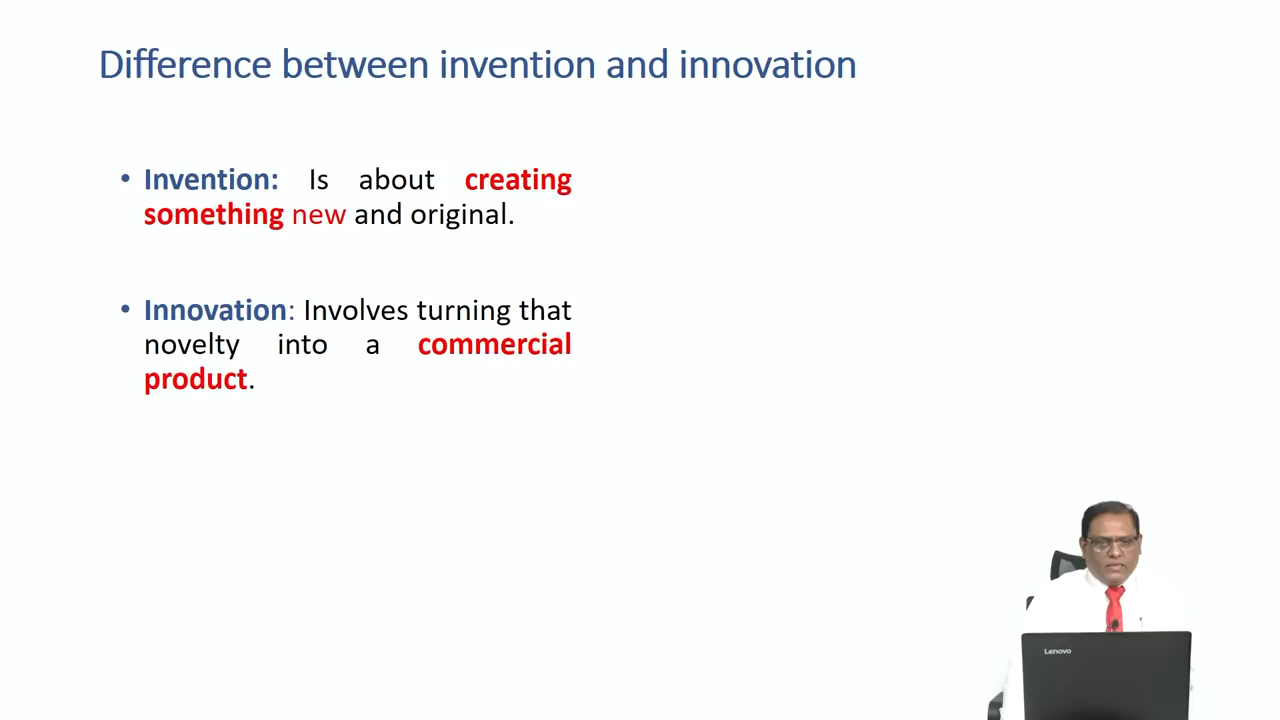 Difference between invention and innovation
• Invention: Is about creating
something new and original.
• Innovation: Involves turning that
novelty into a commercial
product.
Lenovo